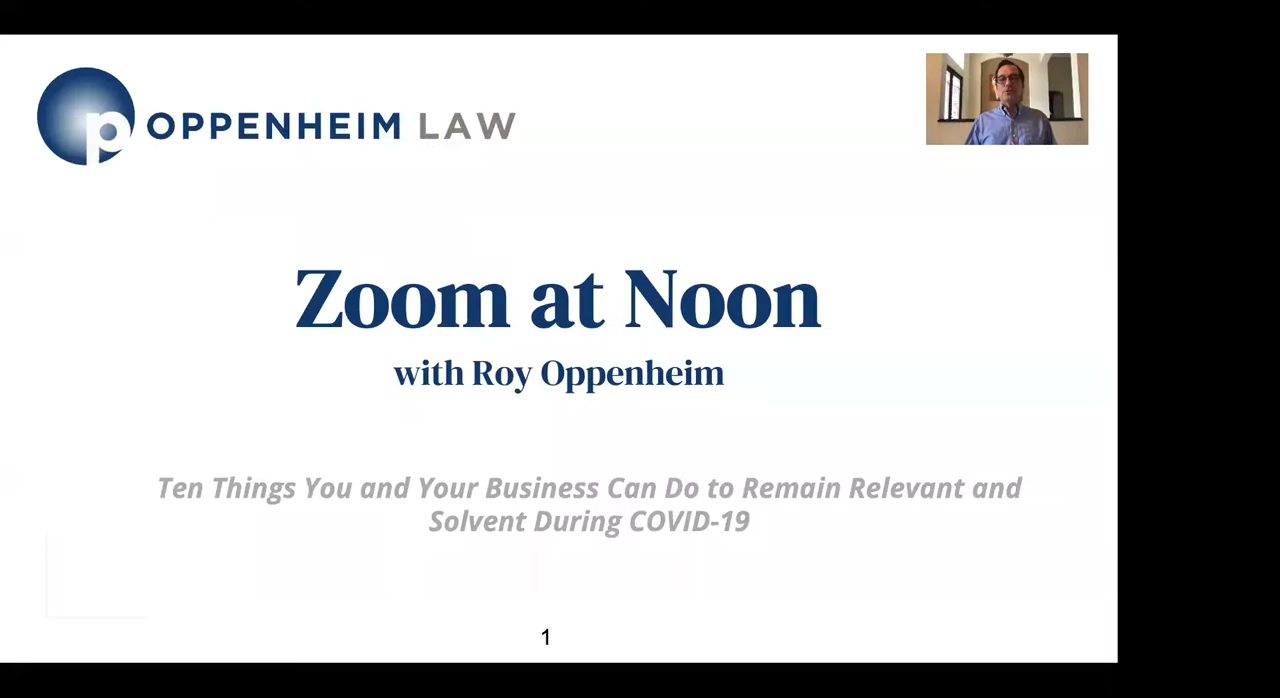 OPPENHEIM LAW
Zoom at Noon
with Roy Oppenheim
Ten Things You and Your Business Can Do to Remain Relevant and
Solvent During COVID-19
1